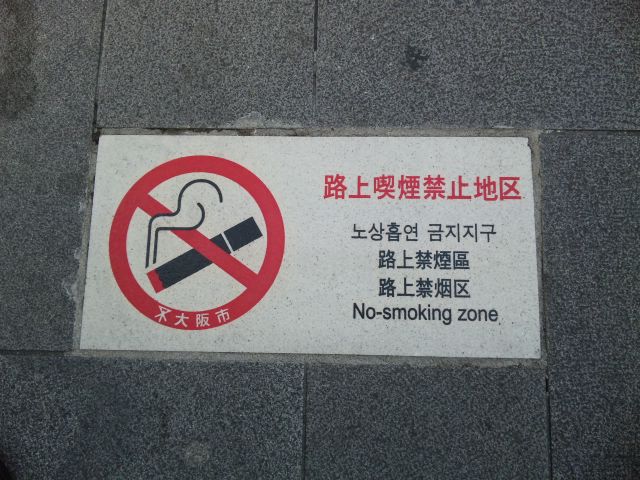 大阪市
路上喫煙禁止地区
노상흡연 금지지구
路上禁煙區
路上禁烟区
No-smoking zone